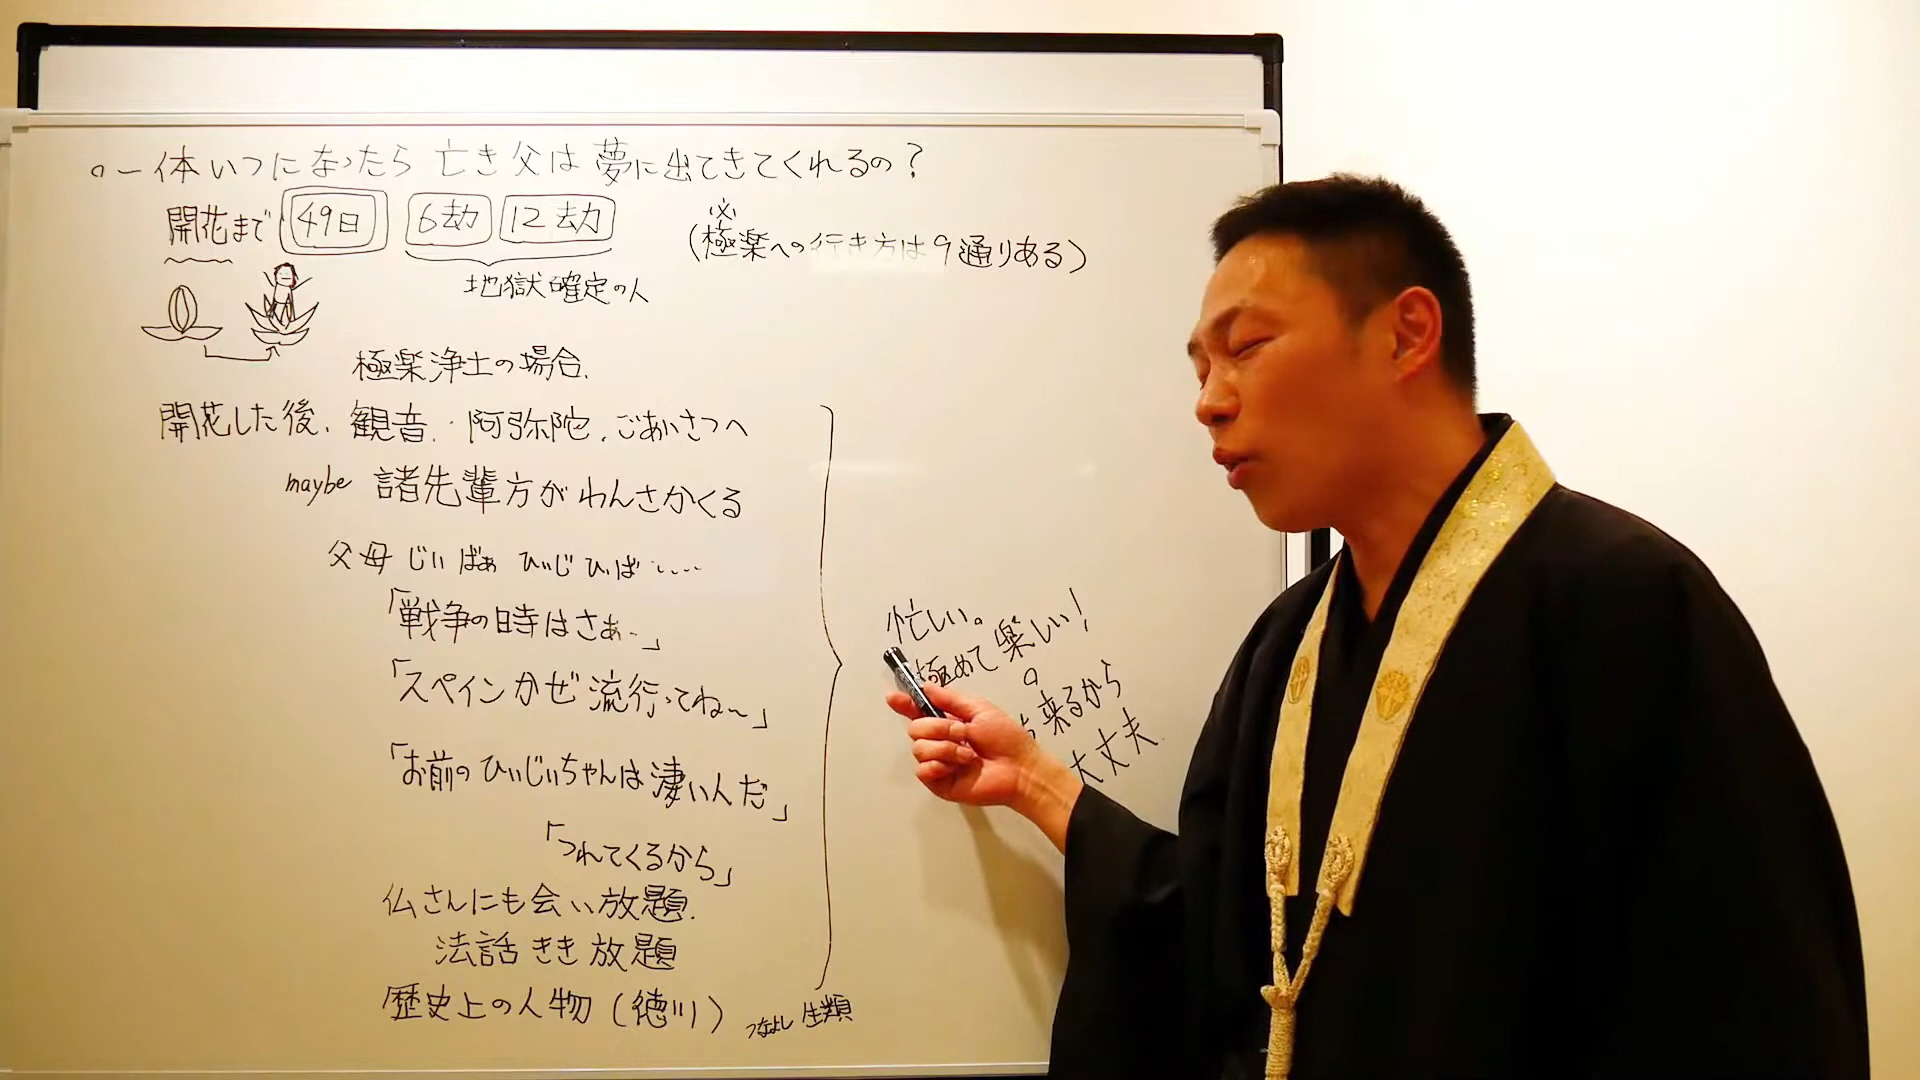 一体いつになったら亡き父は夢に出てきてくれるの?
開花まで 49日 6劫 12劫
(極楽への行き方は9通りある)
地獄確定の人
極楽浄土の場合.
開花した後、観音.・阿弥陀.ごあいさつへ
maybe 諸先輩方がわんさかくる
父母 じい ばぁ ひいじ ひいば……
「戦争の時はさぁ~」
「スペインかぜ流行ってね~」
「お前のひいじいちゃんは凄い人だ」
「つれてくるから」
仏さんにも会い放題.
法話きき放題
歴史上の人物(徳川) つなよし 生類
忙しい。
極めて楽しい!
来るから
大丈夫.